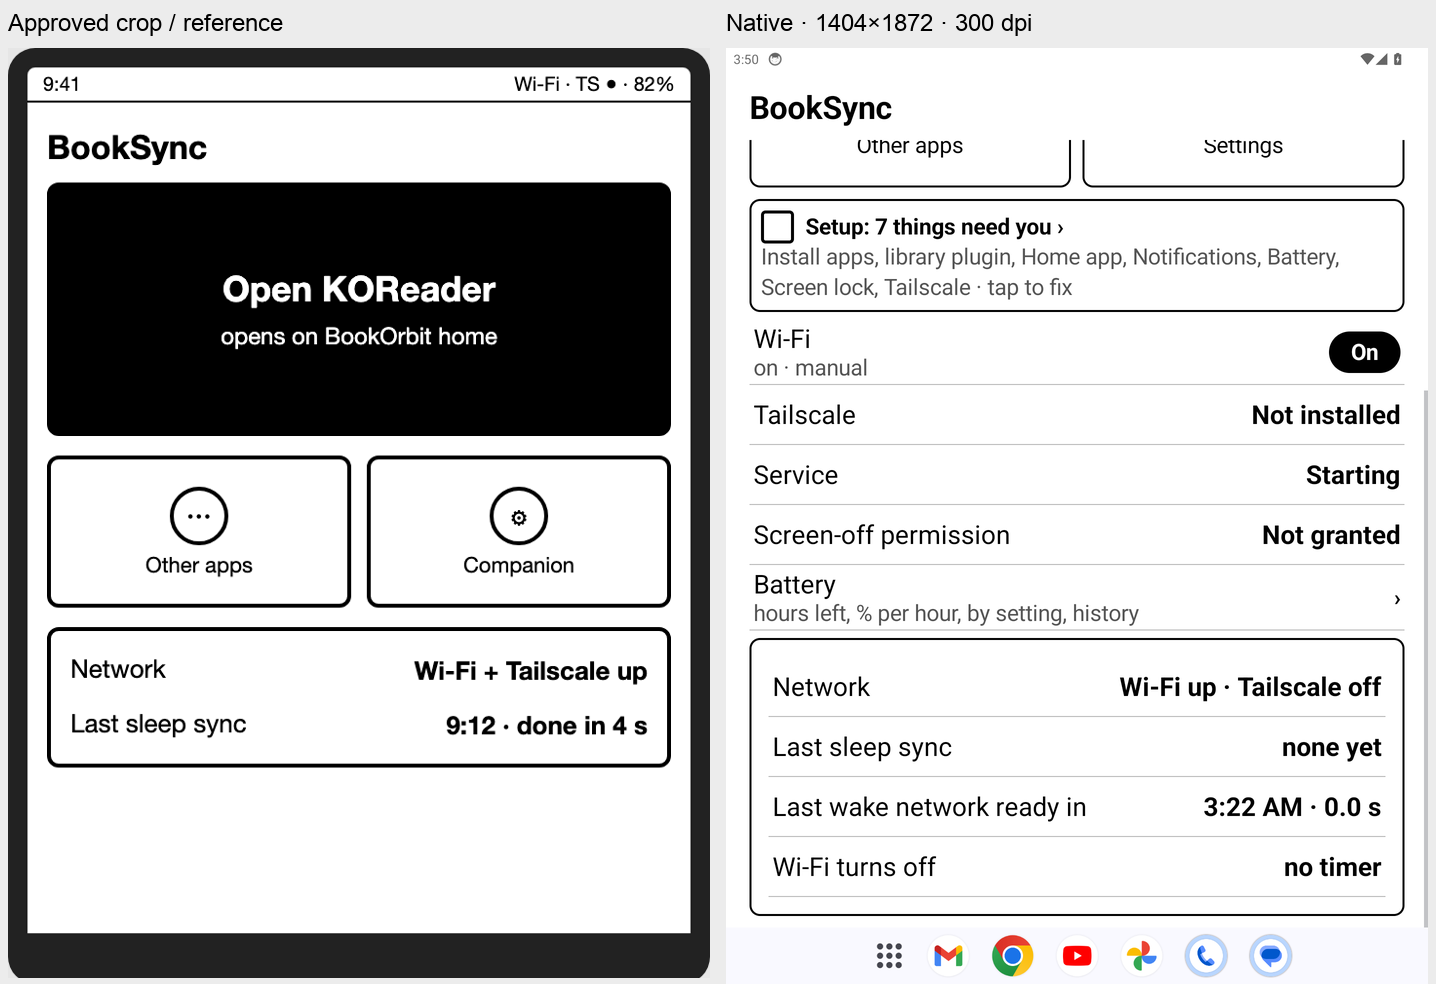 Approved crop / reference
9:41
Wi-Fi · TS ● · 82%
BookSync
Open KOReader
opens on BookOrbit home
Other apps
Companion
Network
Wi-Fi + Tailscale up
Last sleep sync
9:12 · done in 4 s
Native · 1404×1872 · 300 dpi
3:50
BookSync
Other apps
Settings
Setup: 7 things need you ›
Install apps, library plugin, Home app, Notifications, Battery,
Screen lock, Tailscale · tap to fix
Wi-Fi
on · manual
On
Tailscale
Not installed
Service
Starting
Screen-off permission
Not granted
Battery
hours left, % per hour, by setting, history
›
Network
Wi-Fi up · Tailscale off
Last sleep sync
none yet
Last wake network ready in
3:22 AM · 0.0 s
Wi-Fi turns off
no timer